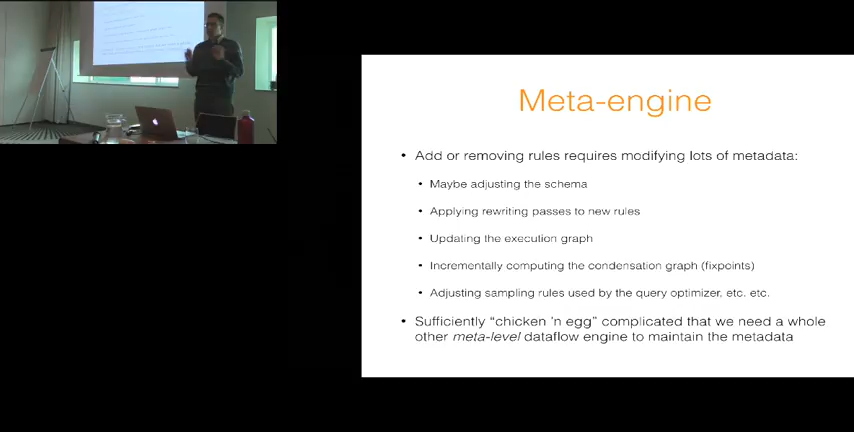 Meta-engine
• Add or removing rules requires modifying lots of metadata:
• Maybe adjusting the schema
• Applying rewriting passes to new rules
• Updating the execution graph
• Incrementally computing the condensation graph (fixpoints)
• Adjusting sampling rules used by the query optimizer, etc. etc.
• Sufficiently “chicken ’n egg” complicated that we need a whole
other meta-level dataflow engine to maintain the metadata